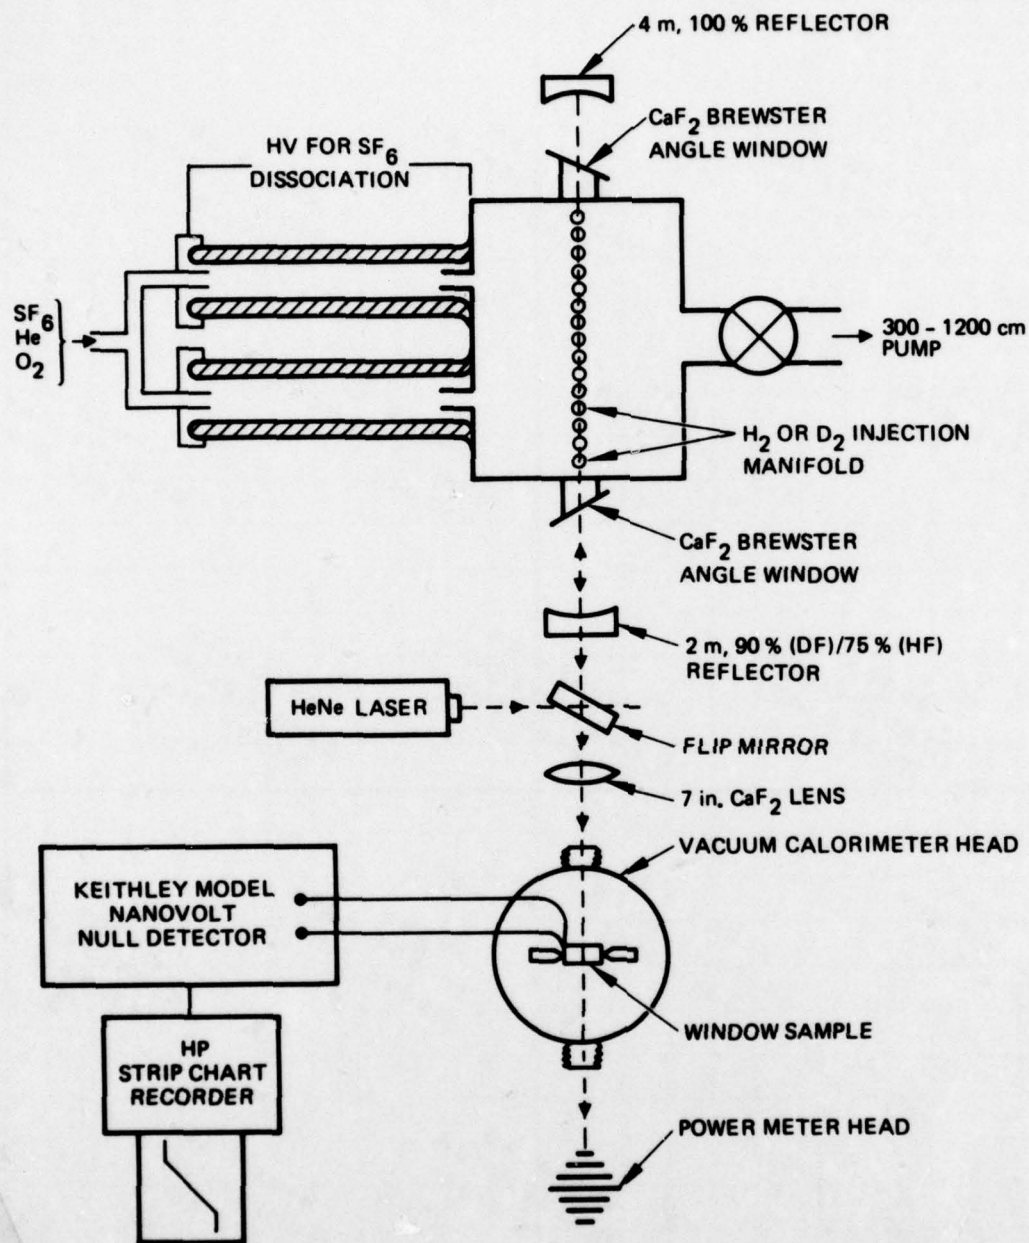 4 m, 100 % REFLECTOR
CaF2 BREWSTER
ANGLE WINDOW
HV FOR SF6
DISSOCIATION
SF6
He
O2
300 - 1200 cm
PUMP
H2 OR D2 INJECTION
MANIFOLD
CaF2 BREWSTER
ANGLE WINDOW
2 m, 90 % (DF)/75 % (HF)
REFLECTOR
HeNe LASER
FLIP MIRROR
7 in. CaF2 LENS
VACUUM CALORIMETER HEAD
KEITHLEY MODEL
NANOVOLT
NULL DETECTOR
WINDOW SAMPLE
HP
STRIP CHART
RECORDER
POWER METER HEAD